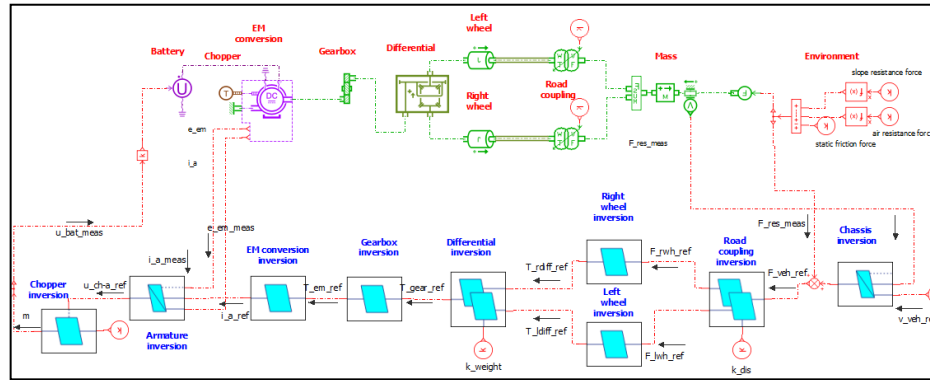 Left
wheel
EM
conversion
Battery
Chopper
Gearbox
Differential
Mass
Environment
slope resistance force
Right
wheel
Road
coupling
DC
T
U
F
V
M
f(x)
f(x)
K
K
K
K
K
air resistance force
static friction force
e_em
i_a
F_res_meas
Right
wheel
inversion
u_bat_meas
e_em_meas
F_res_meas
Chassis
inversion
EM conversion
inversion
Gearbox
inversion
Differential
inversion
Road
coupling
inversion
i_a_meas
T_rdiff_ref
F_rwh_ref
F_veh_ref.
Chopper
inversion
u_ch-a_ref
T_em_ref
T_gear_ref
Left
wheel
inversion
m
i_a_ref
T_ldiff_ref
v_veh_re
K
Armature
inversion
F_lwh_ref
K
K
k_weight
k_dis